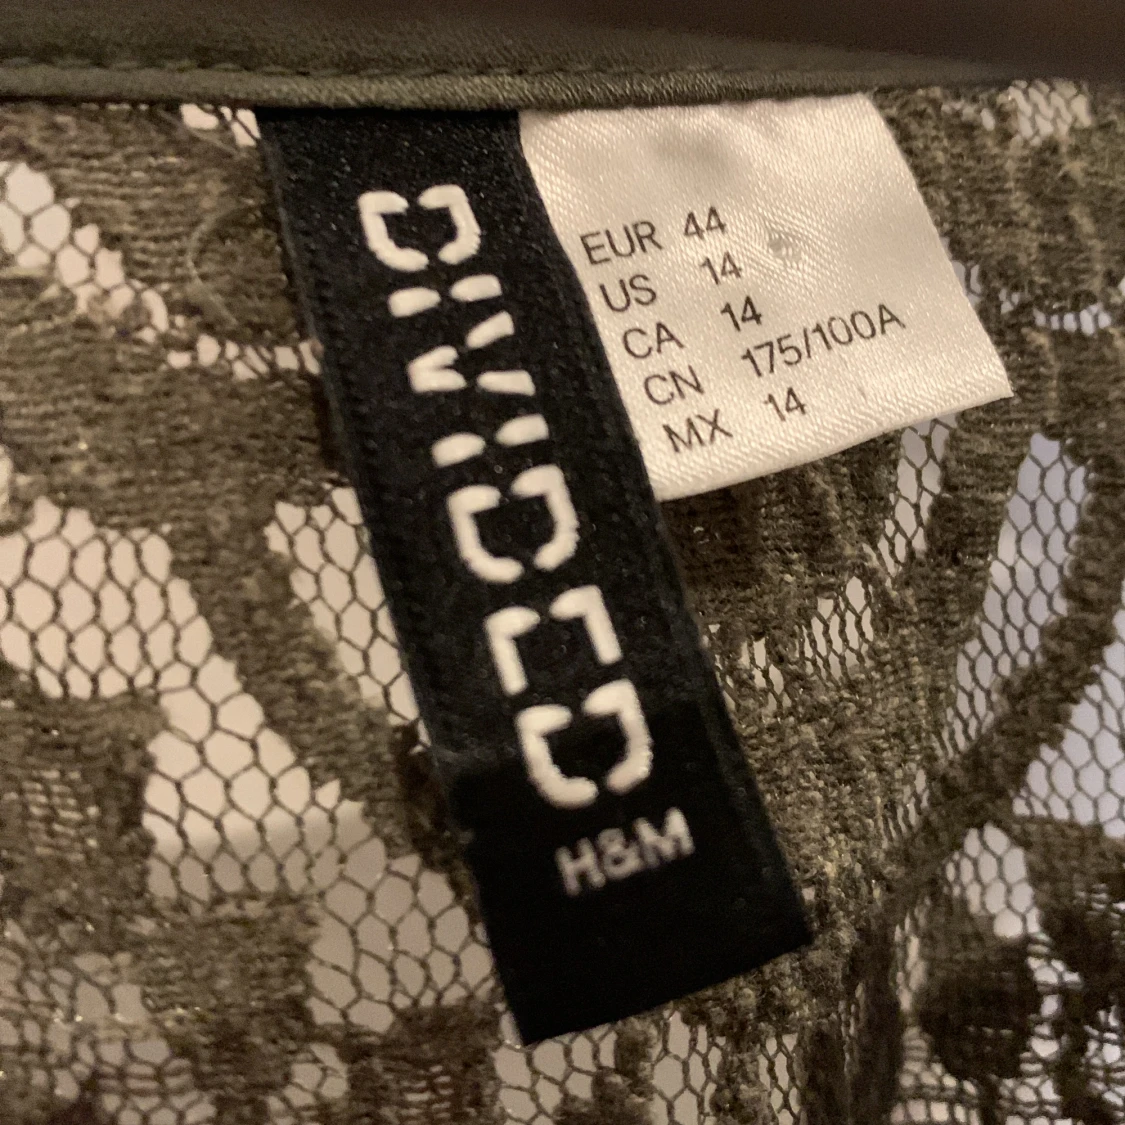 DIVIDED
H&M
EUR 44
US 14
CA 14
CN 175/100A
MX 14